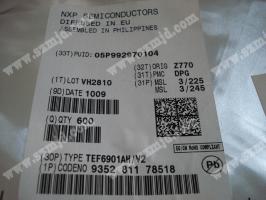 NXP SEMICONDUCTORS
DIFFUSED IN EU
ASSEMBLED IN PHILIPPINES
(33T) PUID: 05P992670104
(32T) ORIG Z770
(1T) LOT VH2810
(31T) PMC DPG
(9D) DATE 1009
(31P) MSL 3/225
MSL 3/245
(Q) QTY 600
Pb
(30P) TYPE TEF6901AH/V2
(1P) CODENO 9352 811 78518